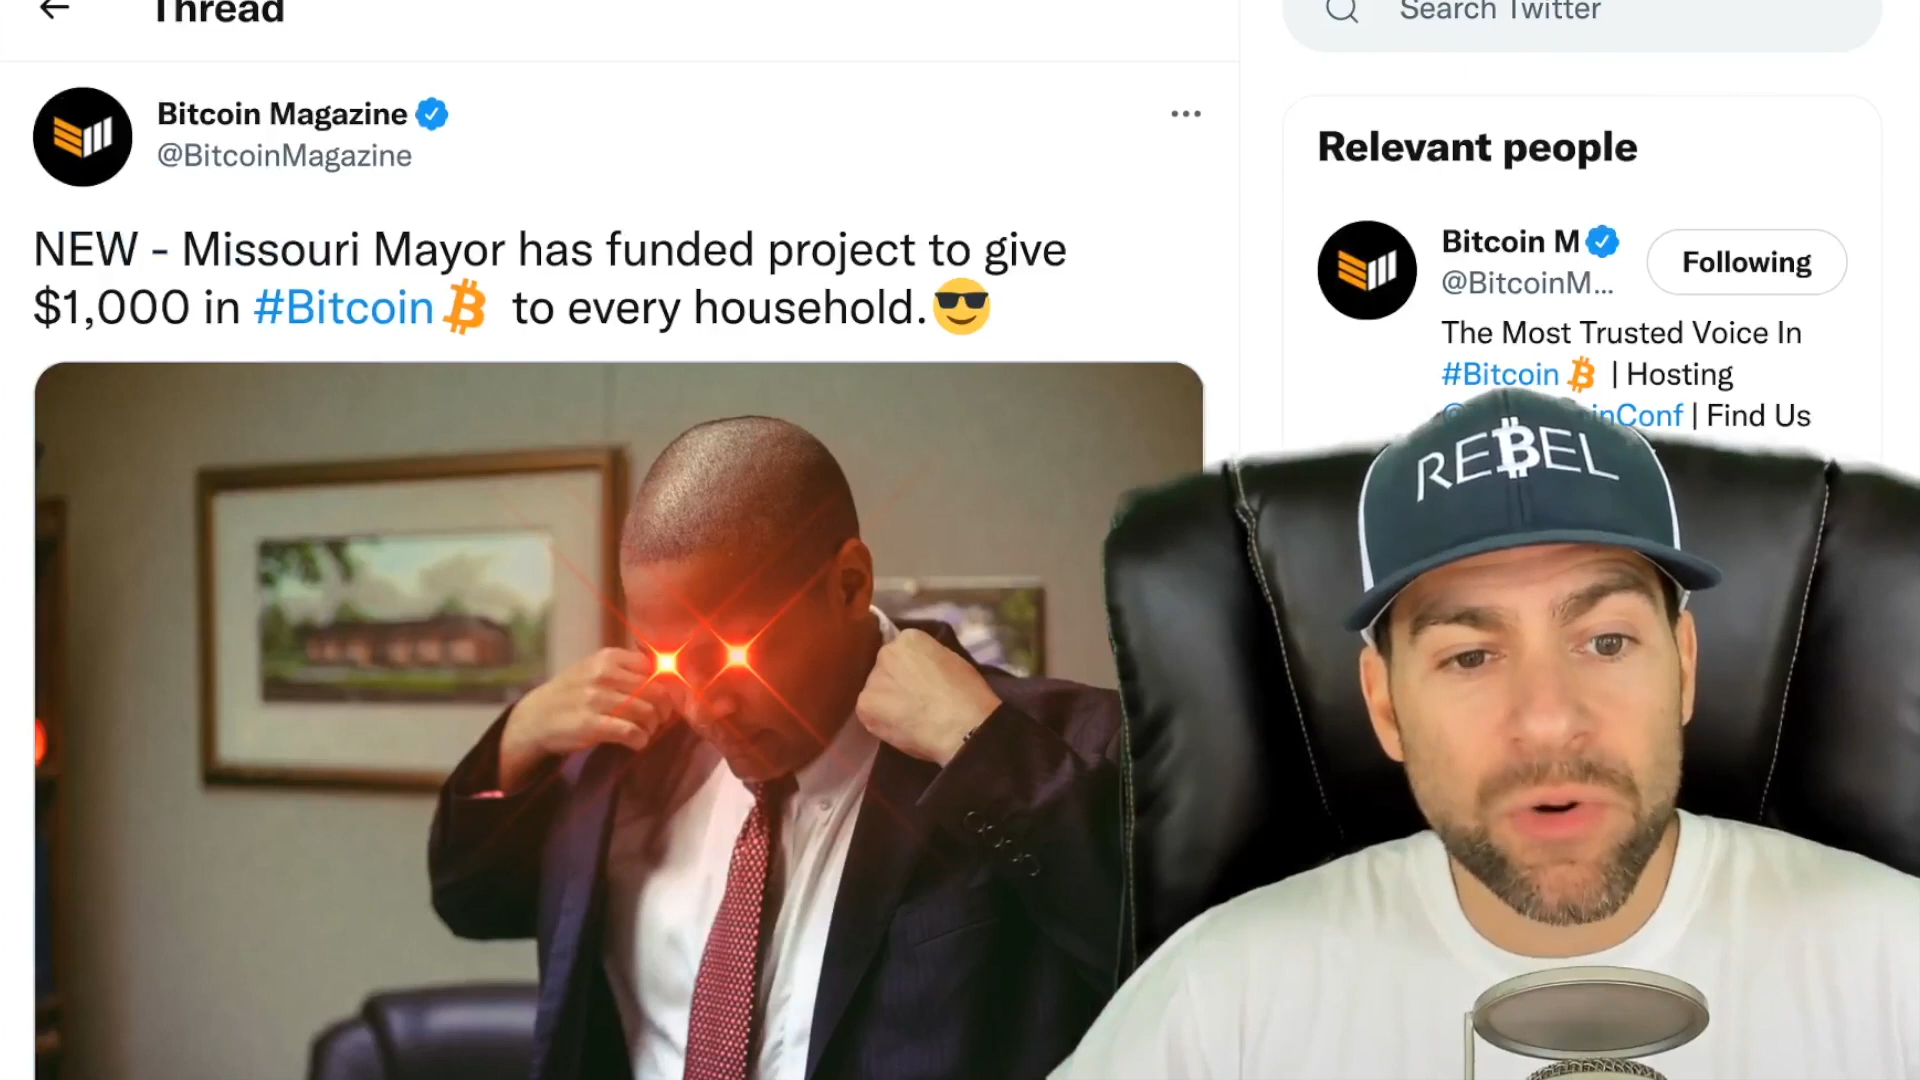 Thread
Search Twitter
Bitcoin Magazine
@BitcoinMagazine
NEW - Missouri Mayor has funded project to give
$1,000 in #Bitcoin to every household.
Relevant people
Bitcoin M
@BitcoinM...
Following
The Most Trusted Voice In
#Bitcoin | Hosting
inConf | Find Us
REBEL